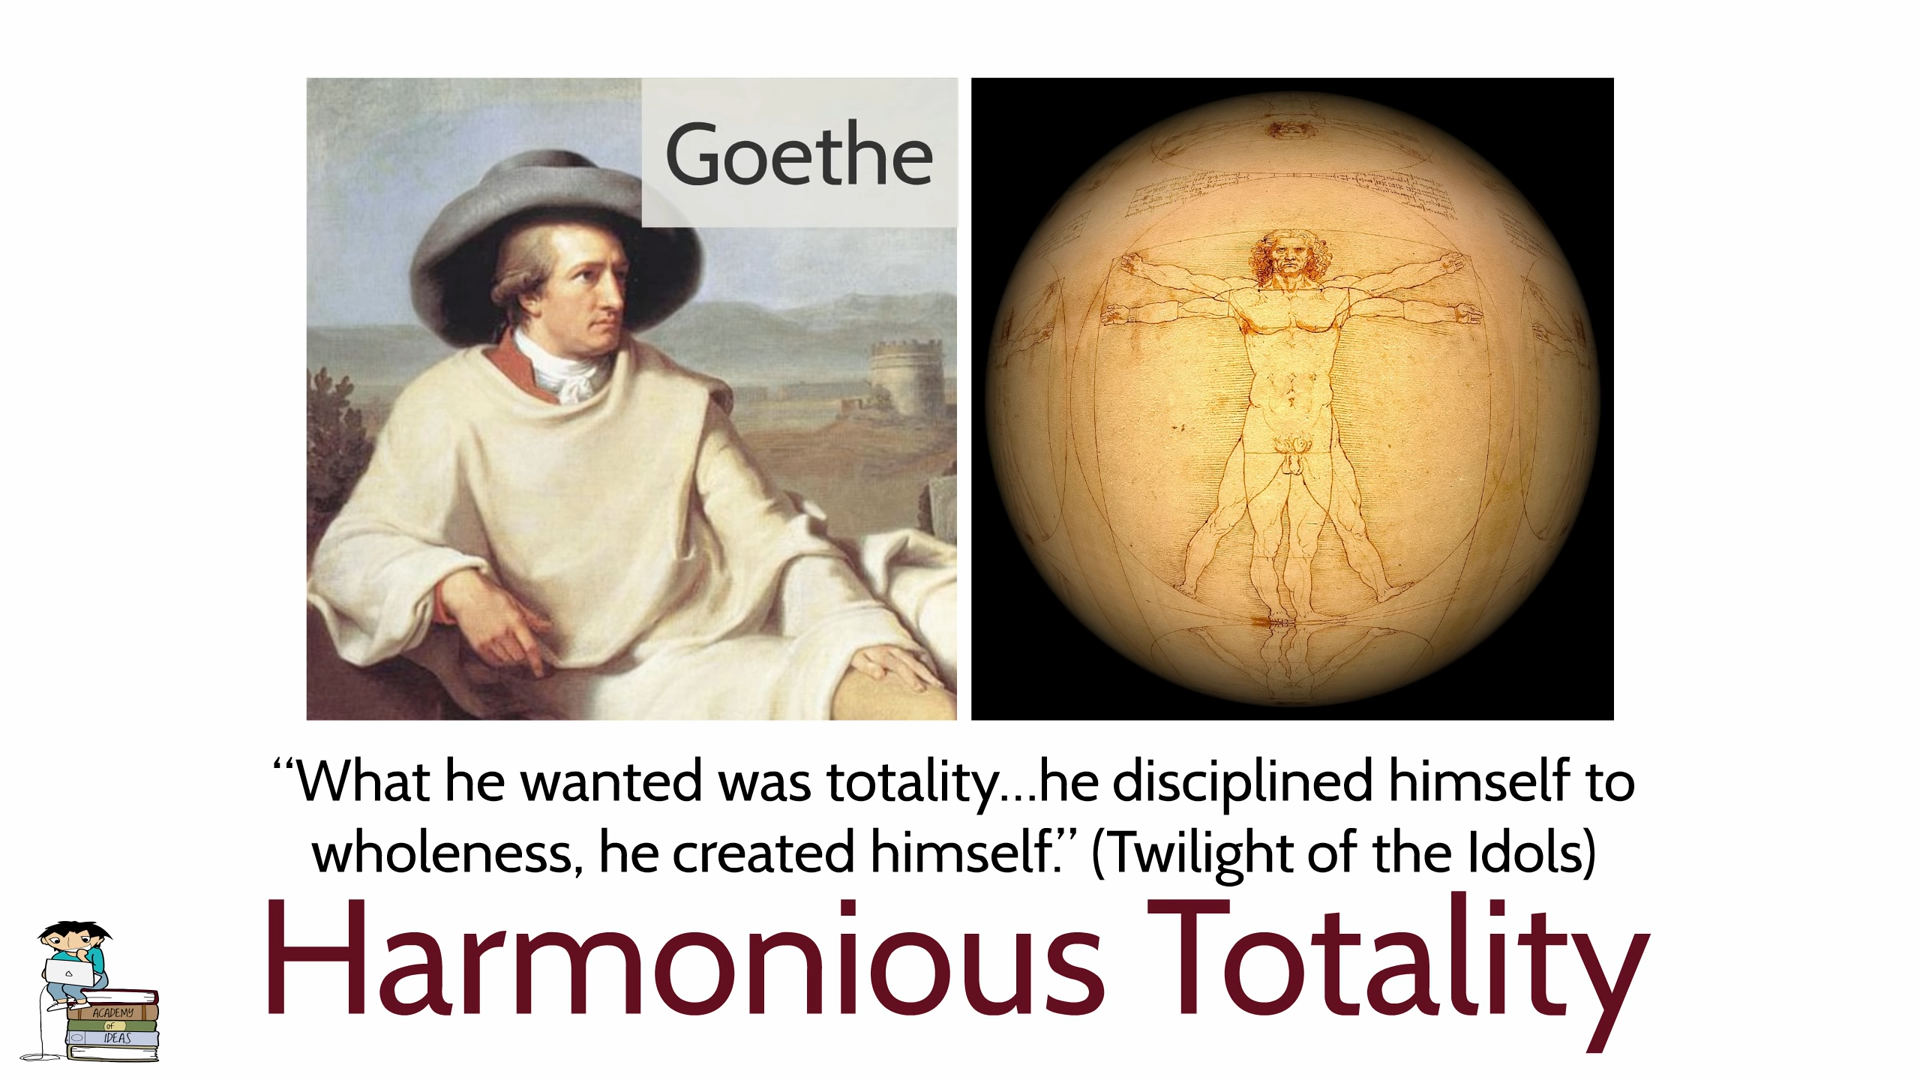 Goethe
“What he wanted was totality...he disciplined himself to
wholeness, he created himself.” (Twilight of the Idols)
Harmonious Totality
ACADEMY
of
IDEAS